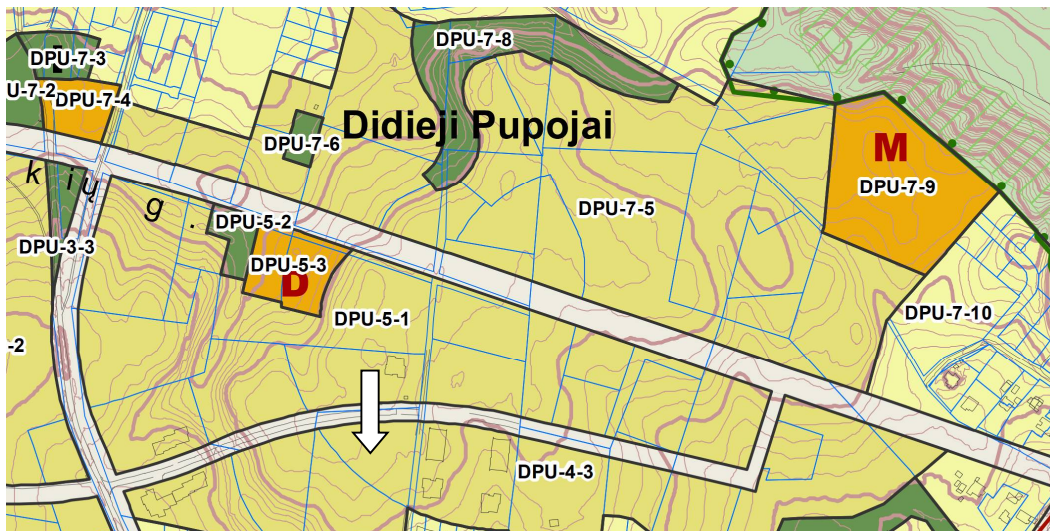 DPU-7-8
DPU-7-3
U-7-2
DPU-7-4
Didieji Pupojai
DPU-7-6
M
DPU-7-9
k i ų g .
DPU-7-5
DPU-5-2
DPU-3-3
DPU-5-3
D
DPU-5-1
DPU-7-10
-2
DPU-4-3